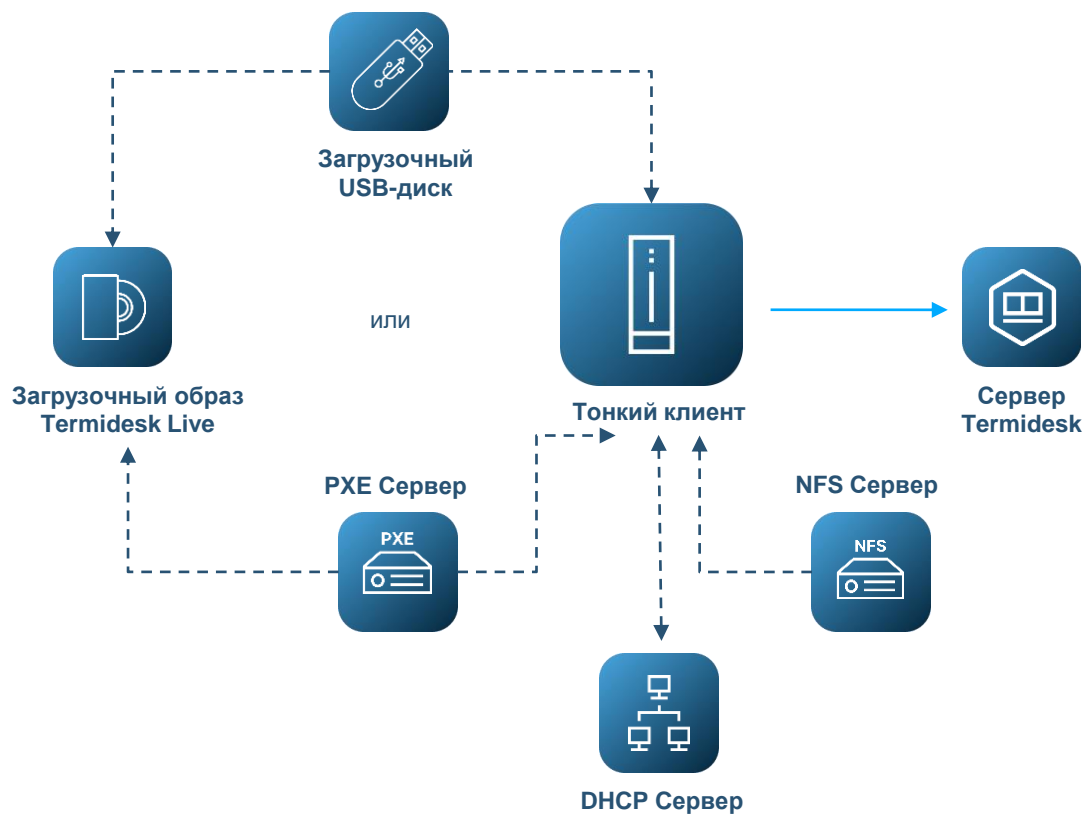 Загрузочный
USB-диск
или
Загрузочный образ
Termidesk Live
Тонкий клиент
Сервер
Termidesk
PXE Сервер
PXE
NFS Сервер
NFS
DHCP Сервер